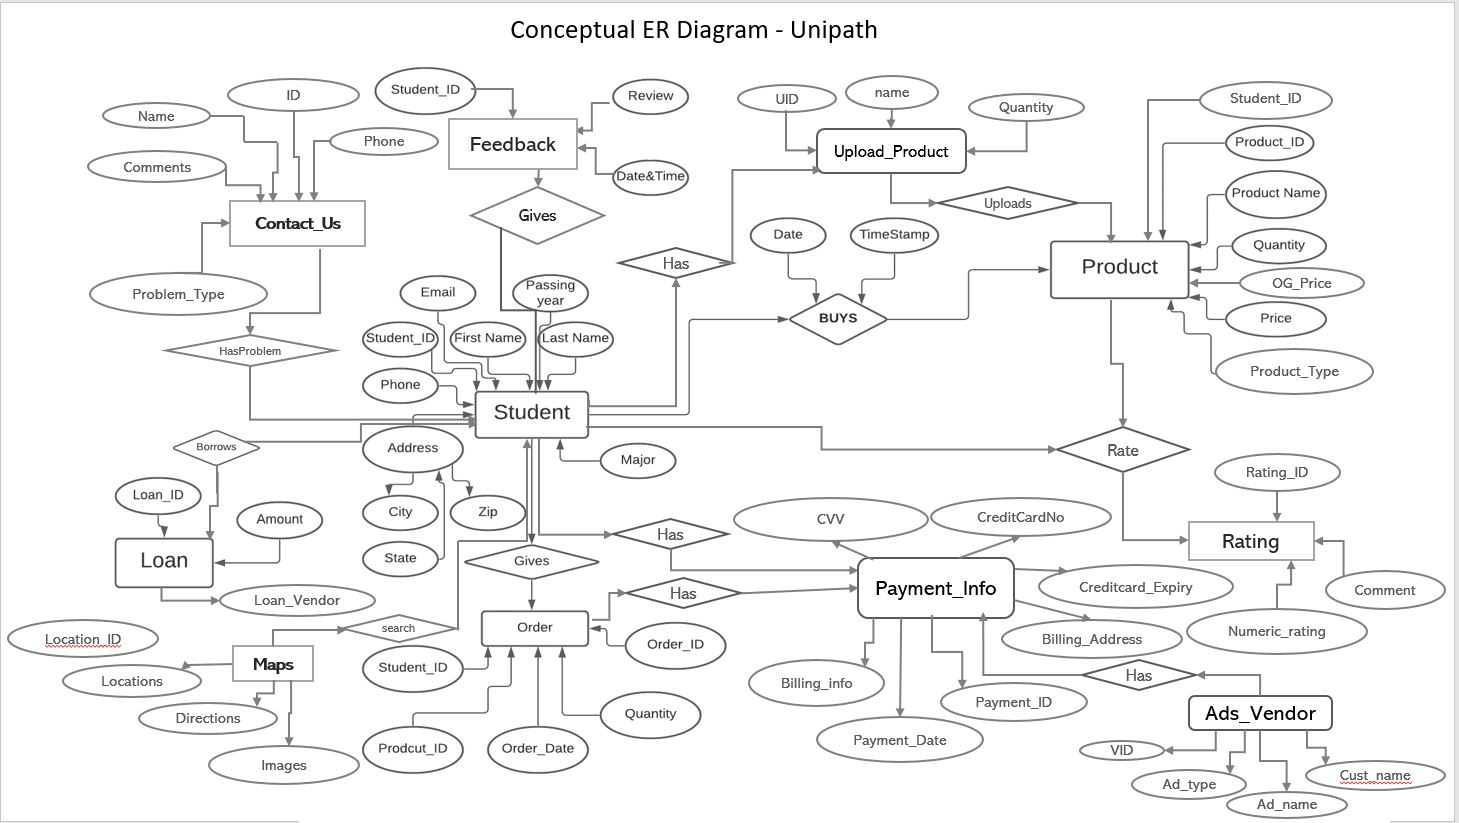 Conceptual ER Diagram - Unipath
ID
Student_ID
Review
UID
name
Quantity
Student_ID
Name
Phone
Feedback
Upload_Product
Product_ID
Comments
Date&Time
Product Name
Contact_Us
Gives
Uploads
Date
TimeStamp
Quantity
Problem_Type
Has
Product
OG_Price
Email
Passing
year
BUYS
Price
HasProblem
Student_ID
First Name
Last Name
Product_Type
Phone
Student
Borrows
Address
Major
Rate
Rating_ID
Loan_ID
Amount
City
Zip
CVV
CreditCardNo
Loan
State
Gives
Has
Rating
Payment_Info
Creditcard_Expiry
Comment
Loan_Vendor
Has
search
Order
Location_ID
Order_ID
Billing_Address
Numeric_rating
Maps
Student_ID
Locations
Billing_info
Has
Directions
Quantity
Payment_ID
Ads_Vendor
Images
Prodcut_ID
Order_Date
Payment_Date
VID
Ad_type
Cust_name
Ad_name